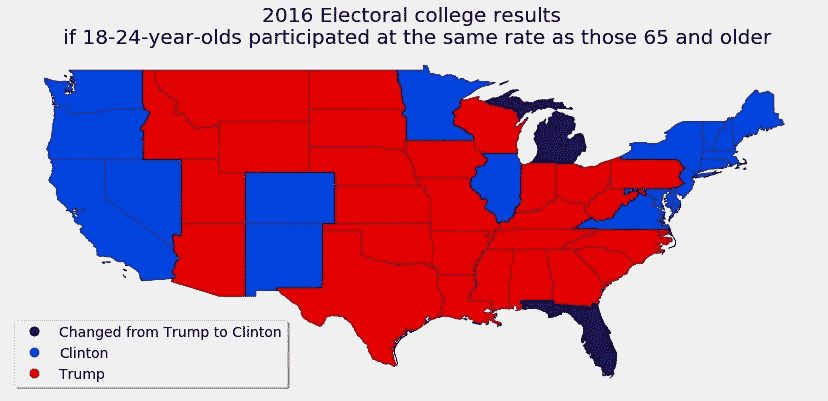 2016 Electoral college results
if 18-24-year-olds participated at the same rate as those 65 and older
Changed from Trump to Clinton
Clinton
Trump